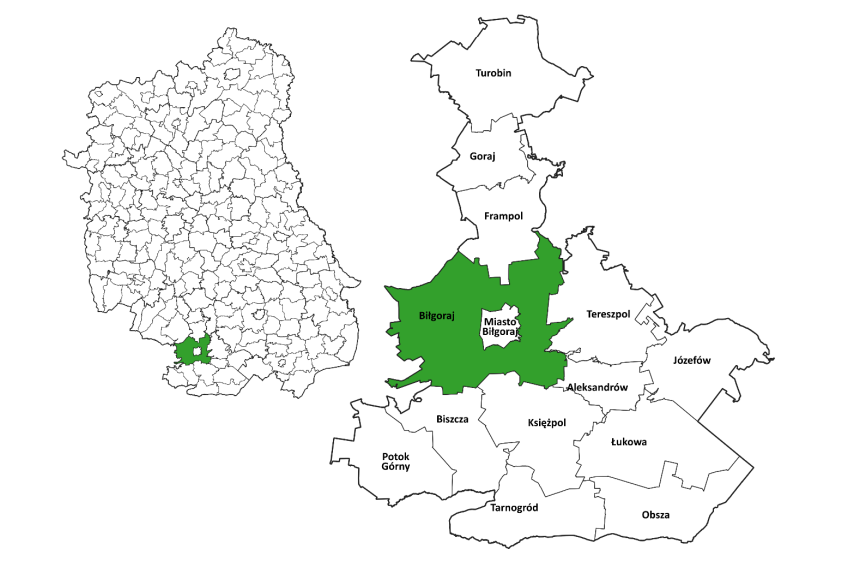 Turobin
Goraj
Frampol
Biłgoraj
Miasto
Biłgoraj
Tereszpol
Józefów
Aleksandrów
Biszcza
Księżpol
Łukowa
Potok
Górny
Tarnogród
Obsza